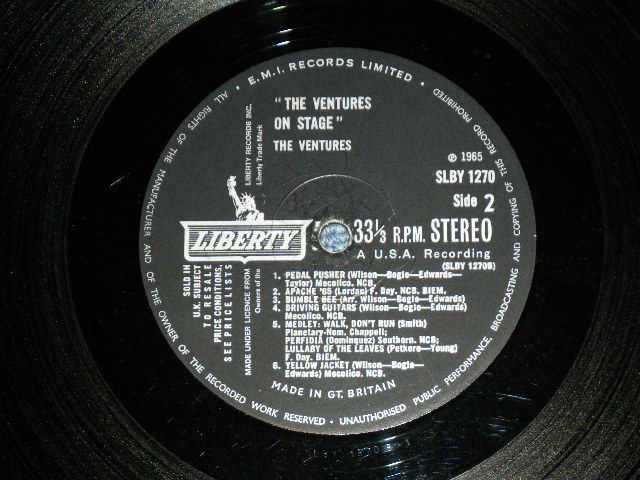 E.M.I. RECORDS LIMITED •
ALL RIGHTS OF THE MANUFACTURER AND OF THE OWNER OF THE RECORDED WORK RESERVED • UNAUTHORISED PUBLIC PERFORMANCE, BROADCASTING AND COPYING OF THIS RECORD PROHIBITED
"THE VENTURES
ON STAGE"
THE VENTURES
LIBERTY RECORDS INC.
Liberty Trade Mark
℗ 1965
SLBY 1270
Side 2
LIBERTY
33⅓ R.P.M. STEREO
A U.S.A. Recording
(SLBY 1270B)
SOLD IN
U.K. SUBJECT
TO RESALE
PRICE CONDITIONS,
SEE PRICE LISTS
MADE UNDER LICENCE FROM
Owners of the
1. PEDAL PUSHER (Wilson—Bogle—Edwards—
Taylor) Mecolico. NCB,
2. APACHE '65 (Lordan) F. Day. NCB. BIEM.
3. BUMBLE BEE (Arr. Wilson—Bogle—Edwards)
4. DRIVING GUITARS (Wilson—Bogle—Edwards)
Mecolico. NCB.
5. MEDLEY: WALK, DON'T RUN (Smith)
Planetary-Nom. Chappell;
PERFIDIA (Dominquez) Southern. NCB;
LULLABY OF THE LEAVES (Petkere—Young)
F. Day. BIEM.
6. YELLOW JACKET (Wilson—Bogle—
Edwards) Mecolico. NCB.
MADE IN GT. BRITAIN